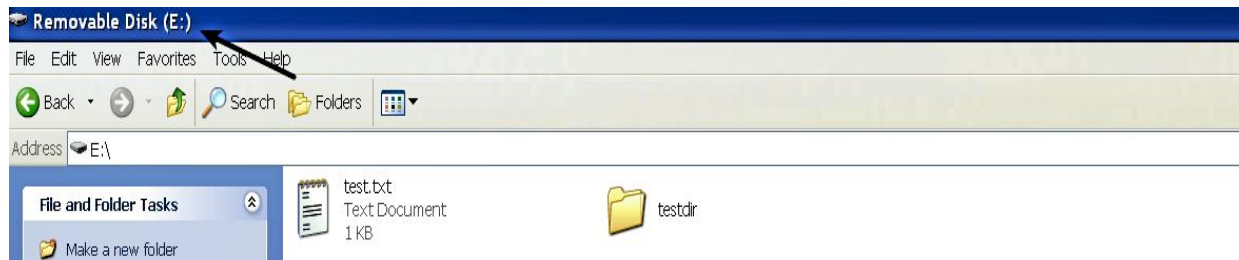 Removable Disk (E:)
File Edit View Favorites Tools Help
Back Search Folders
Address E:\
File and Folder Tasks
Make a new folder
test.txt
Text Document
1 KB
testdir